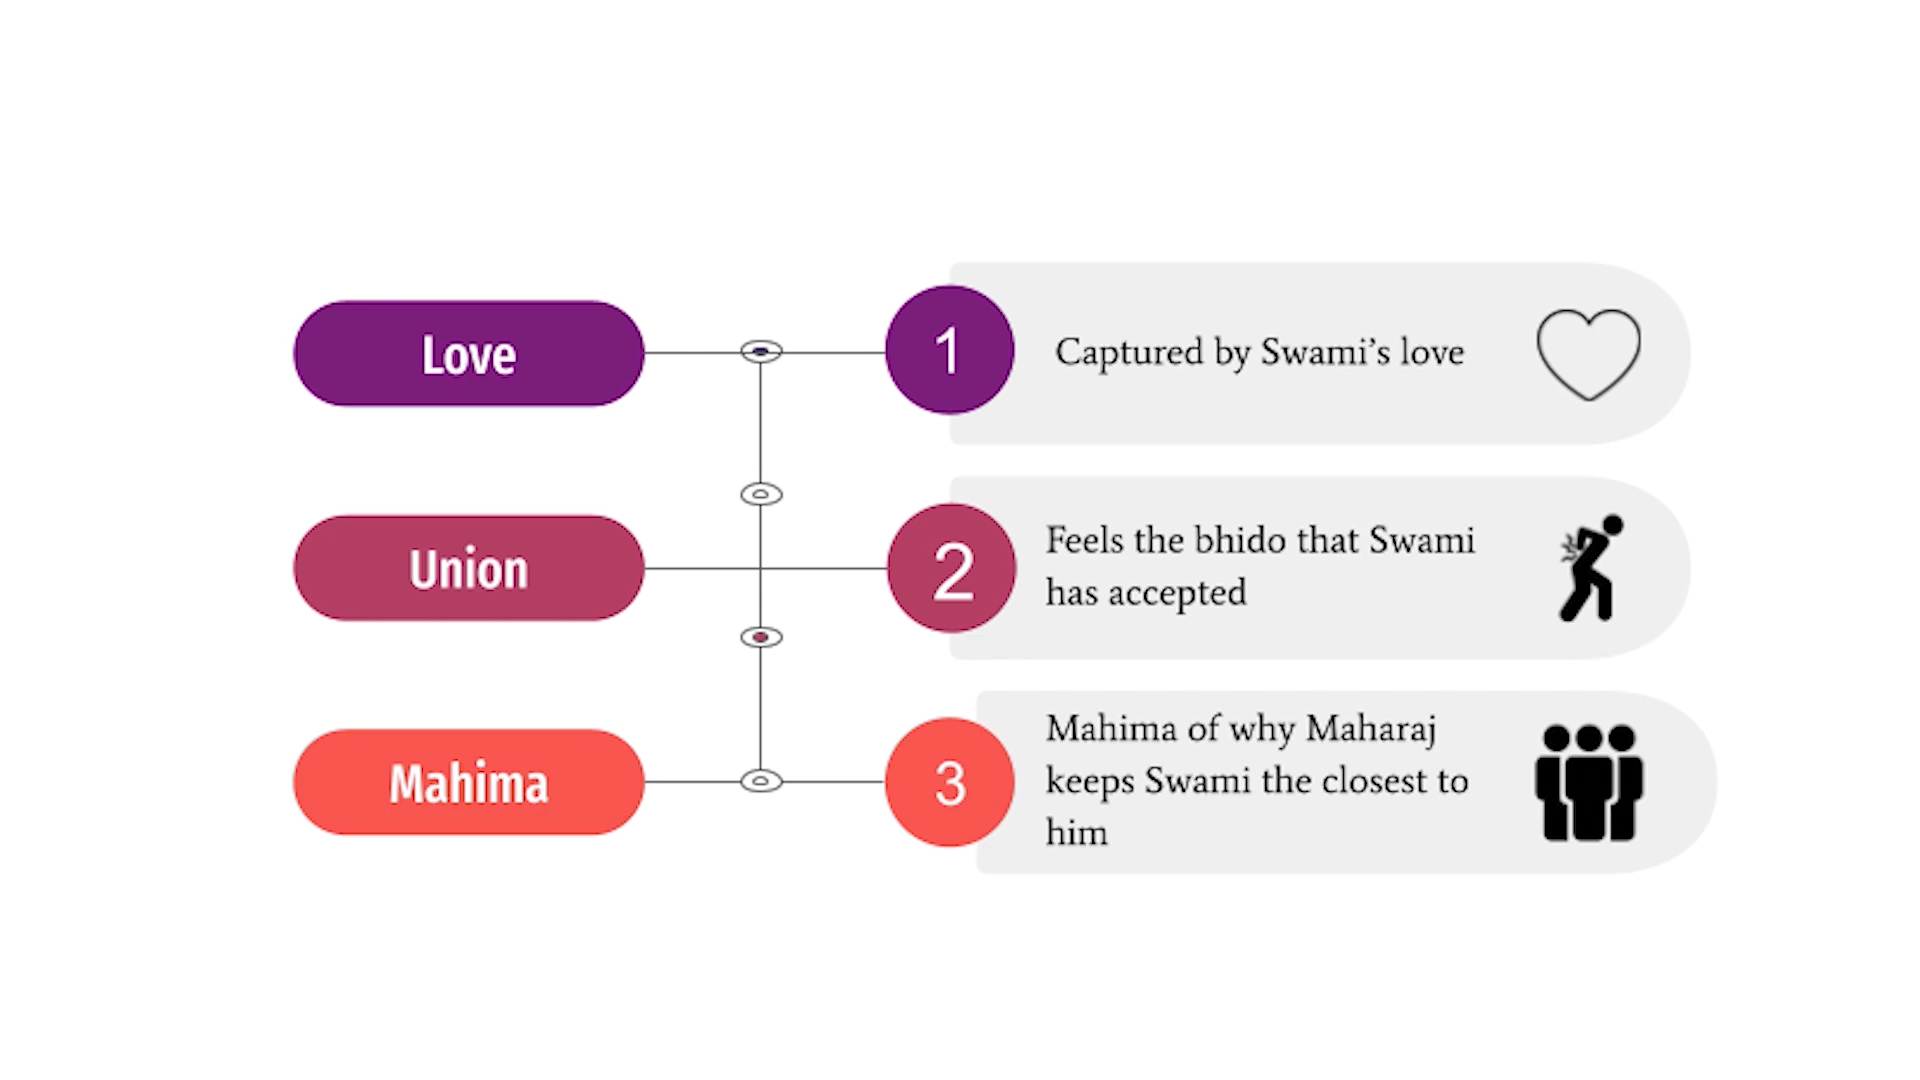 Love
1
Captured by Swami’s love
Union
2
Feels the bhido that Swami
has accepted
Mahima
3
Mahima of why Maharaj
keeps Swami the closest to
him